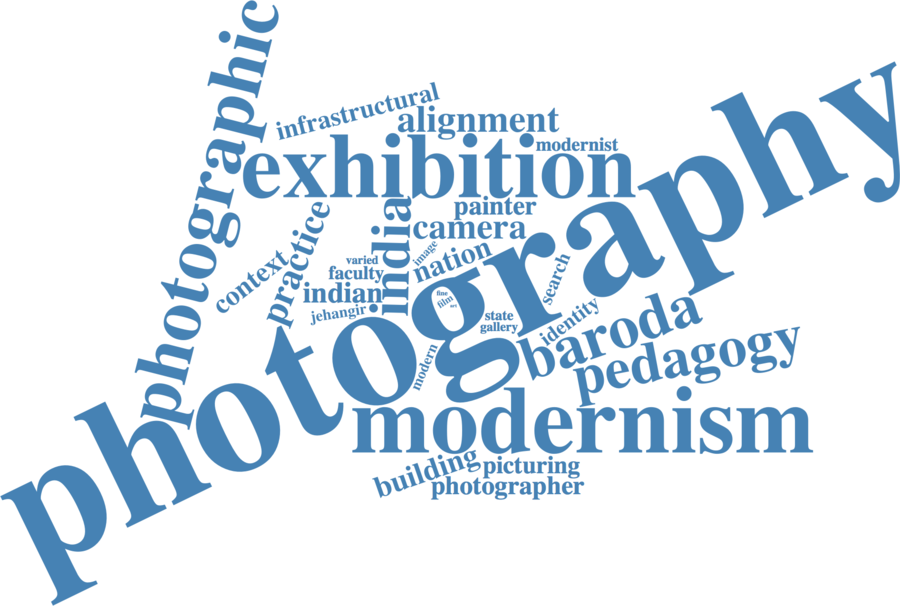 photographic
infrastructural
alignment
modernist
exhibition
photography
painter
camera
india
practice
context
image
nation
varied
faculty
indian
jehangir
search
fine
film
state
gallery
identity
modern
baroda
pedagogy
modernism
building
picturing
photographer